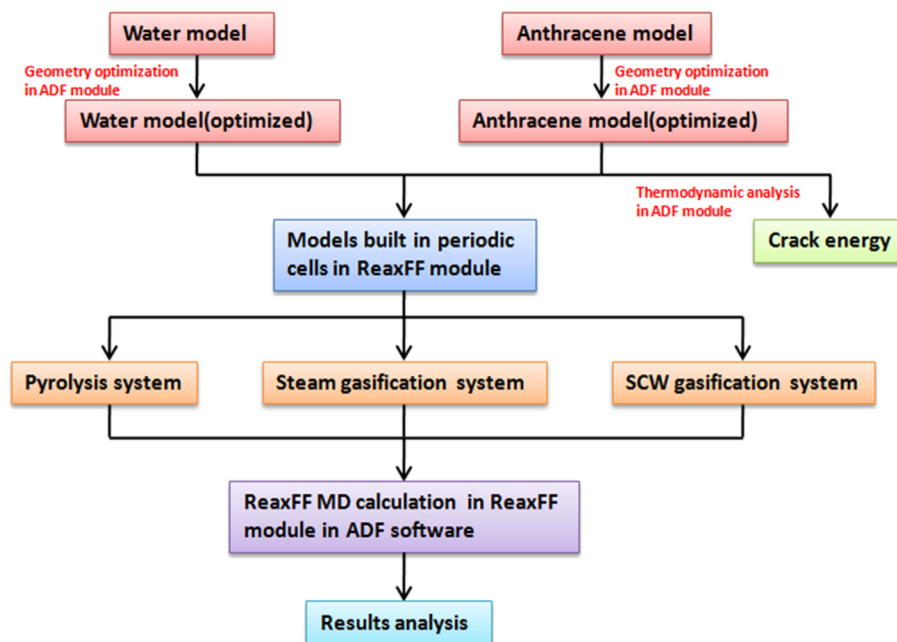 Water model
Anthracene model
Geometry optimization
in ADF module
Geometry optimization
in ADF module
Water model(optimized)
Anthracene model(optimized)
Thermodynamic analysis
in ADF module
Models built in periodic
cells in ReaxFF module
Crack energy
Pyrolysis system
Steam gasification system
SCW gasification system
ReaxFF MD calculation in ReaxFF
module in ADF software
Results analysis